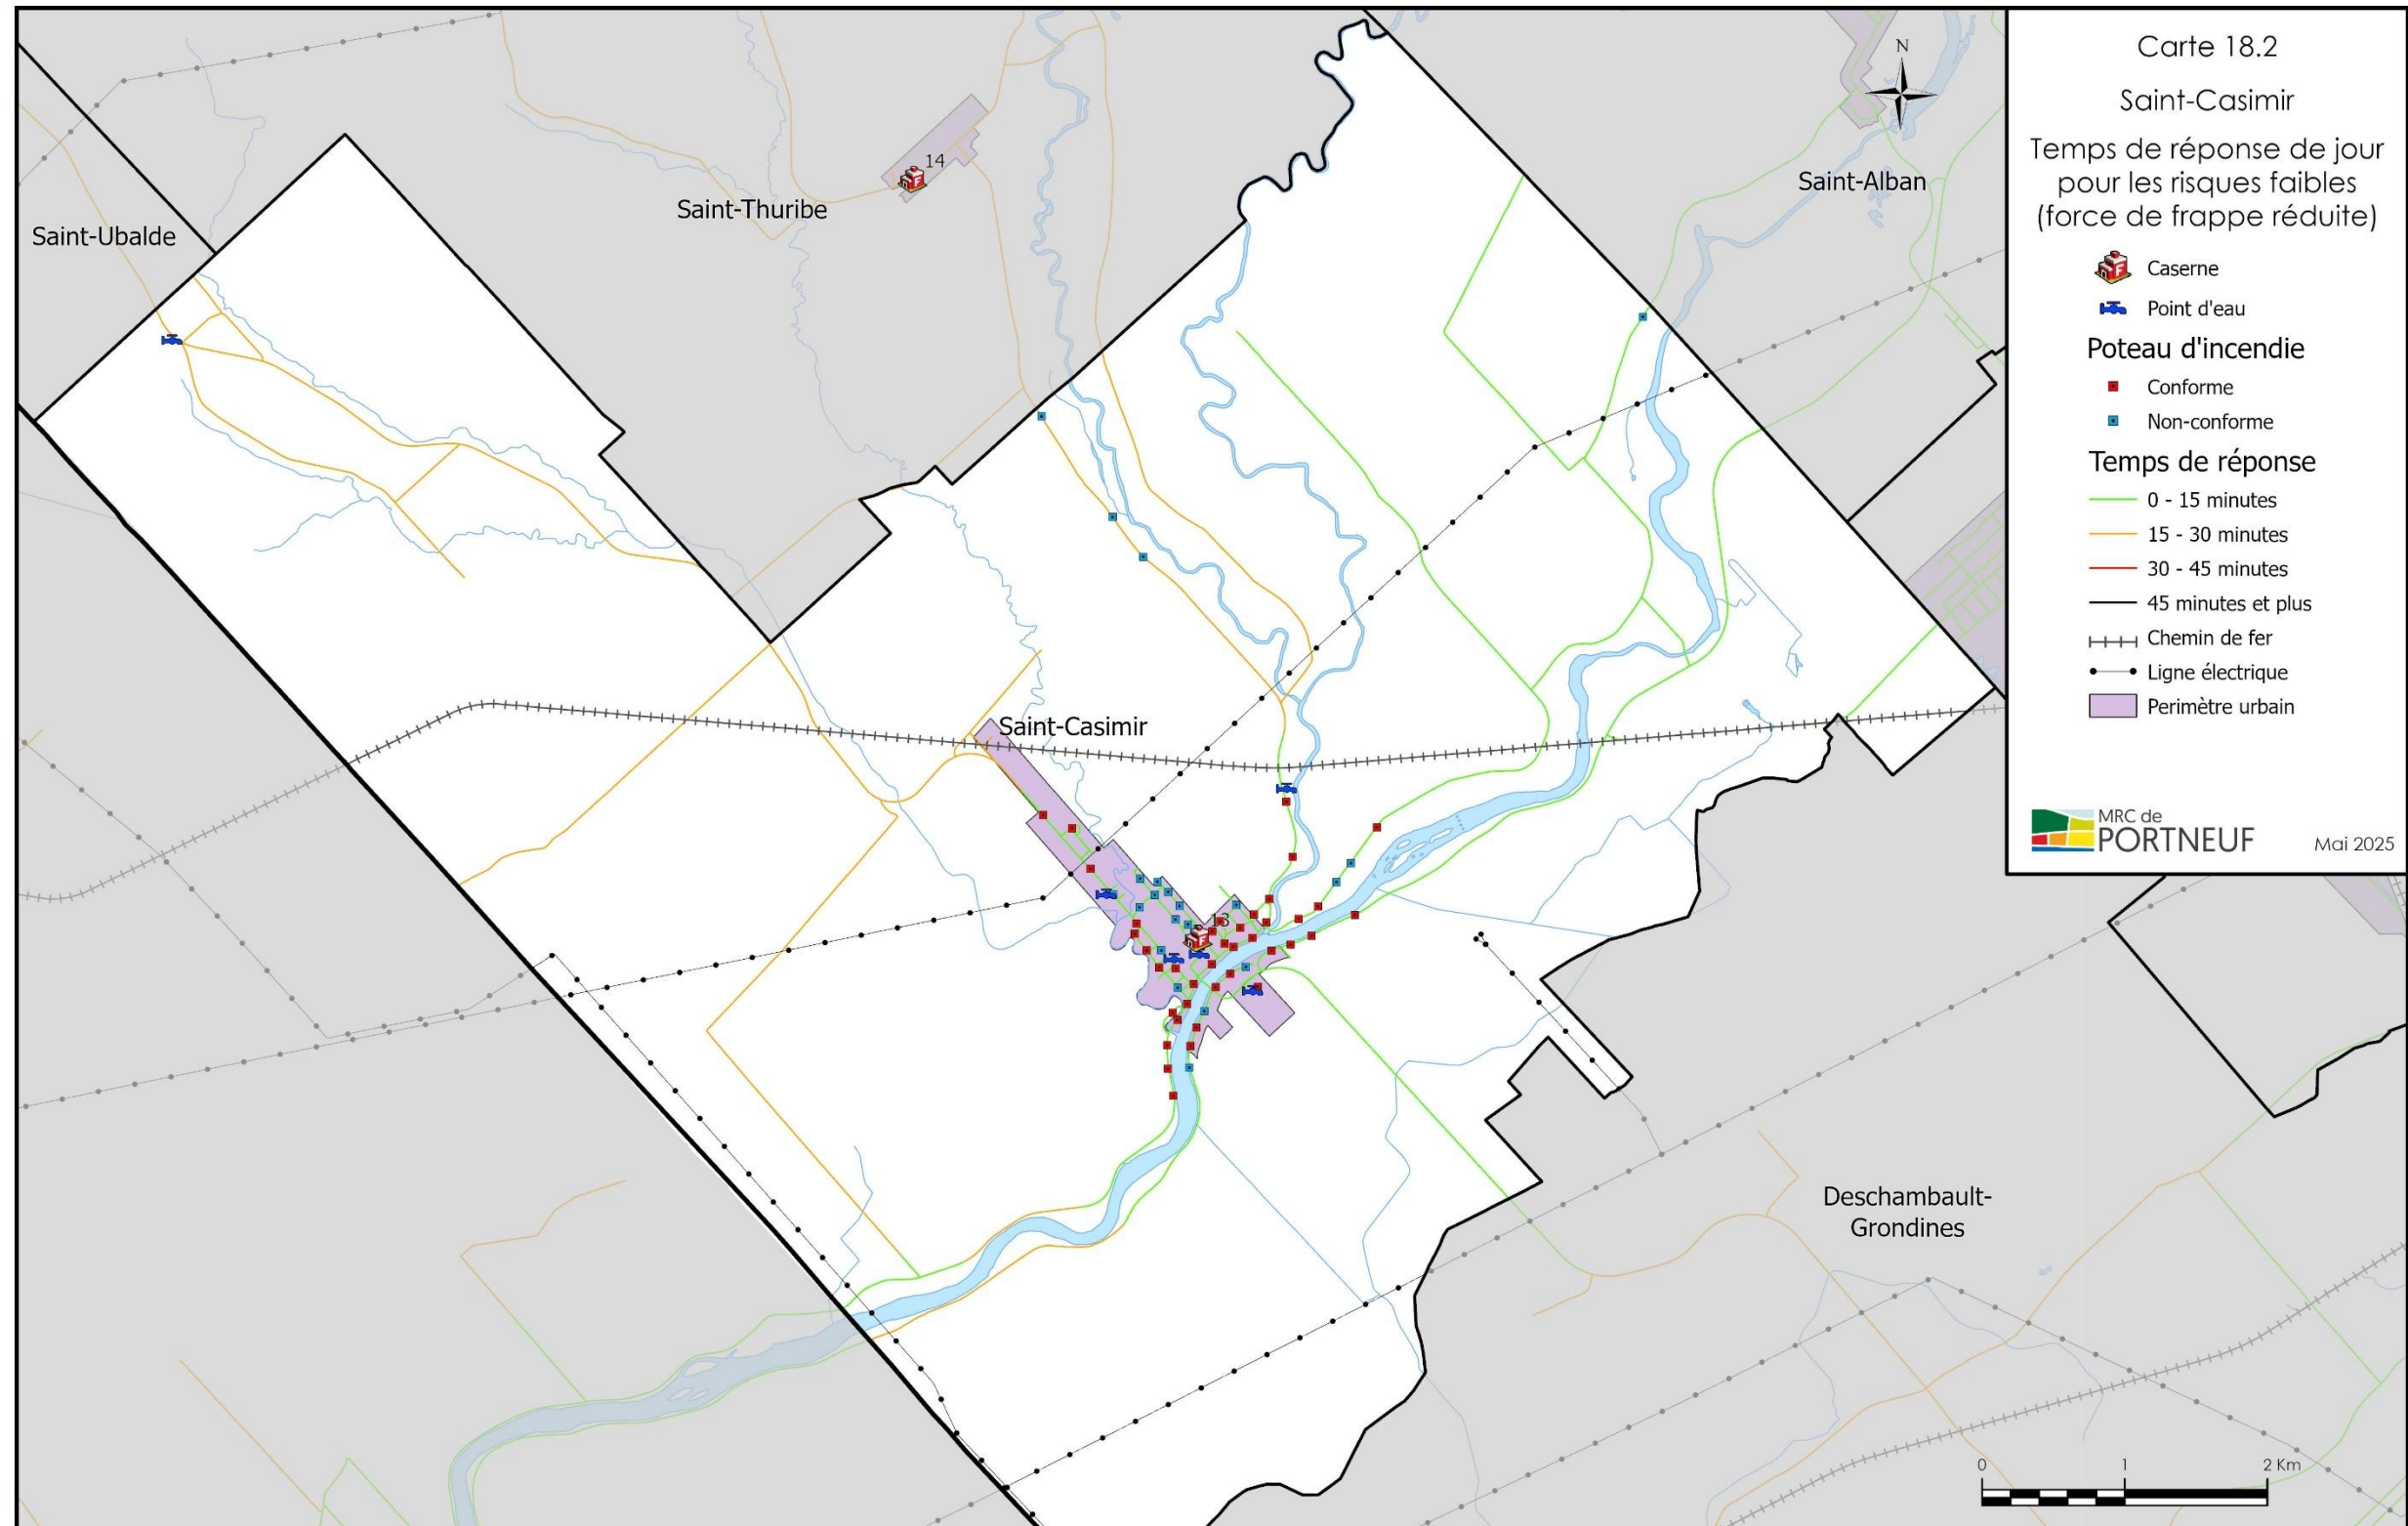 Carte 18.2
Saint-Casimir
Temps de réponse de jour
pour les risques faibles
(force de frappe réduite)
Caserne
Point d'eau
Poteau d'incendie
Conforme
Non-conforme
Temps de réponse
0 - 15 minutes
15 - 30 minutes
30 - 45 minutes
45 minutes et plus
Chemin de fer
Ligne électrique
Perimètre urbain
MRC de
PORTNEUF
Mai 2025
N
14
Saint-Alban
Saint-Thuribe
Saint-Ubalde
Saint-Casimir
13
Deschambault-
Grondines
0 1 2 Km